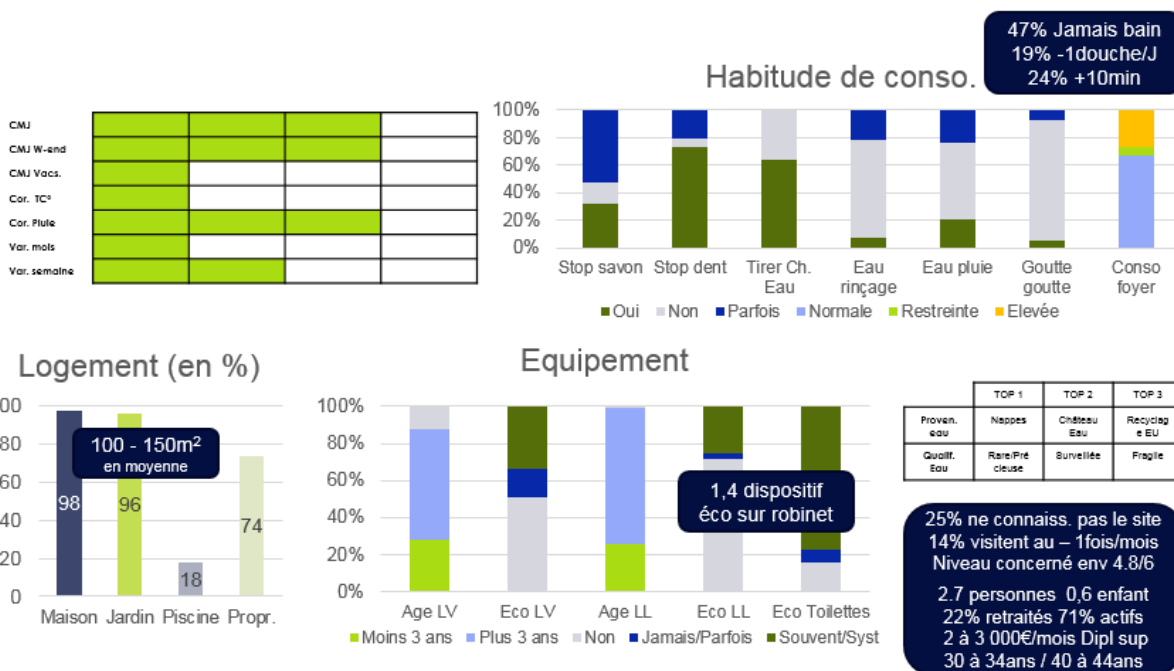 47% Jamais bain
19% -1douche/J
24% +10min
Habitude de conso.
CMJ
CMJ W-end
CMJ Vacs.
Cor. TC°
Cor. Pluie
Var. mois
Var. semaine
100%
80%
60%
40%
20%
0%
Stop savon
Stop dent
Tirer Ch. Eau
Eau rinçage
Eau pluie
Goutte goutte
Conso foyer
Oui
Non
Parfois
Normale
Restreinte
Elevée
Logement (en %)
00
80
60
40
20
0
100 - 150m²
en moyenne
98
96
18
74
Maison
Jardin
Piscine
Propr.
Equipement
100%
80%
60%
40%
20%
0%
1,4 dispositif
éco sur robinet
Age LV
Eco LV
Age LL
Eco LL
Eco Toilettes
Moins 3 ans
Plus 3 ans
Non
Jamais/Parfois
Souvent/Syst
TOP 1
TOP 2
TOP 3
Proven. eau
Nappes
Château Eau
Recyclag e EU
Qualif. Eau
Rare/Pré cieuse
Surveillée
Fragile
25% ne connaiss. pas le site
14% visitent au – 1fois/mois
Niveau concerné env 4.8/6
2.7 personnes 0,6 enfant
22% retraités 71% actifs
2 à 3 000€/mois Dipl sup
30 à 34ans / 40 à 44ans